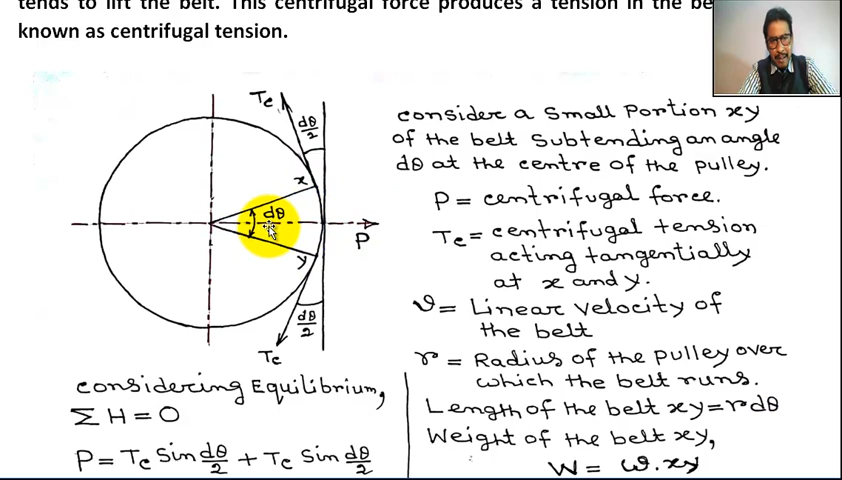 tends to lift the belt. This centrifugal force produces a tension in the be
known as centrifugal tension.
Tc
dθ/2
x
dθ
P
y
dθ/2
Tc
Considering Equilibrium,
ΣH = 0
P = Tc Sin dθ/2 + Tc Sin dθ/2
Consider a Small Portion xy
of the belt Subtending an angle
dθ at the centre of the pulley.
P = centrifugal force.
Tc = centrifugal tension
acting tangentially
at x and y.
v = Linear velocity of
the belt
r = Radius of the pulley over
which the belt runs.
Length of the belt xy = rdθ
Weight of the belt xy,
W = w.xy